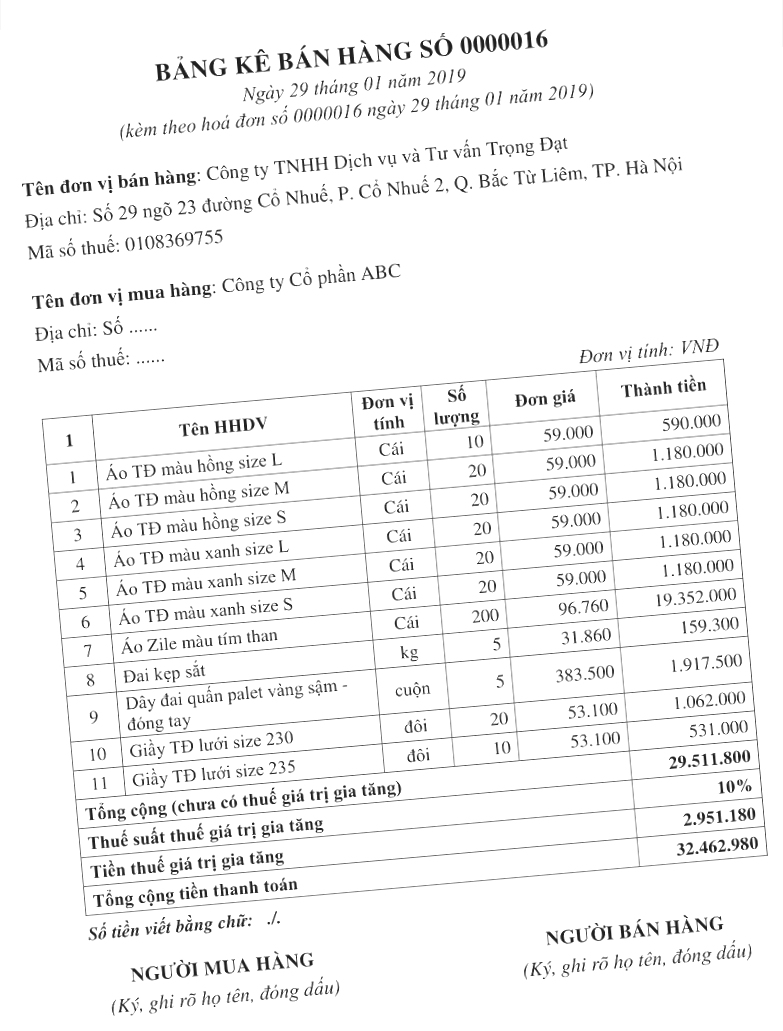 BẢNG KÊ BÁN HÀNG SỐ 0000016
Ngày 29 tháng 01 năm 2019
(kèm theo hoá đơn số 0000016 ngày 29 tháng 01 năm 2019)
Tên đơn vị bán hàng: Công ty TNHH Dịch vụ và Tư vấn Trọng Đạt
Địa chỉ: Số 29 ngõ 23 đường Cổ Nhuế, P. Cổ Nhuế 2, Q. Bắc Từ Liêm, TP. Hà Nội
Mã số thuế: 0108369755
Tên đơn vị mua hàng: Công ty Cổ phần ABC
Địa chỉ: Số ......
Mã số thuế: ......
Đơn vị tính: VNĐ
1 Tên HHDV Đơn vị tính Số lượng Đơn giá Thành tiền
1 Áo TĐ màu hồng size L Cái 10 59.000 590.000
2 Áo TĐ màu hồng size M Cái 20 59.000 1.180.000
3 Áo TĐ màu hồng size S Cái 20 59.000 1.180.000
4 Áo TĐ màu xanh size L Cái 20 59.000 1.180.000
5 Áo TĐ màu xanh size M Cái 20 59.000 1.180.000
6 Áo TĐ màu xanh size S Cái 20 59.000 1.180.000
7 Áo Zile màu tím than Cái 200 96.760 19.352.000
8 Đai kẹp sắt kg 5 31.860 159.300
9 Dây đai quấn palet vàng sậm - đóng tay cuộn 5 383.500 1.917.500
10 Giầy TĐ lưới size 230 đôi 20 53.100 1.062.000
11 Giầy TĐ lưới size 235 đôi 10 53.100 531.000
Tổng cộng (chưa có thuế giá trị gia tăng) 29.511.800
Thuế suất thuế giá trị gia tăng 10%
Tiền thuế giá trị gia tăng 2.951.180
Tổng cộng tiền thanh toán 32.462.980
Số tiền viết bằng chữ: ./.
NGƯỜI MUA HÀNG NGƯỜI BÁN HÀNG
(Ký, ghi rõ họ tên, đóng dấu) (Ký, ghi rõ họ tên, đóng dấu)